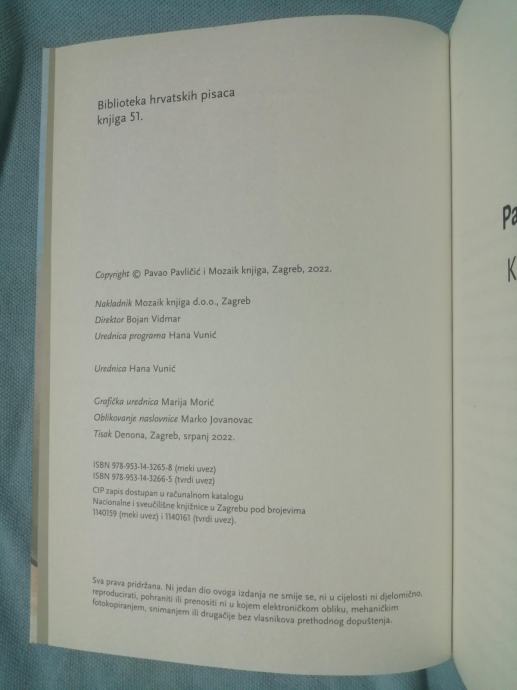 Biblioteka hrvatskih pisaca
knjiga 51.
Copyright © Pavao Pavličić i Mozaik knjiga, Zagreb, 2022.
Nakladnik Mozaik knjiga d.o.o., Zagreb
Direktor Bojan Vidmar
Urednica programa Hana Vunić
Urednica Hana Vunić
Grafička urednica Marija Morić
Oblikovanje naslovnice Marko Jovanovac
Tisak Denona, Zagreb, srpanj 2022.
ISBN 978-953-14-3265-8 (meki uvez)
ISBN 978-953-14-3266-5 (tvrdi uvez)
CIP zapis dostupan u računalnom katalogu
Nacionalne i sveučilišne knjižnice u Zagrebu pod brojevima
1140159 (meki uvez) i 1140161 (tvrdi uvez).
Sva prava pridržana. Ni jedan dio ovoga izdanja ne smije se, ni u cijelosti ni djelomično,
reproducirati, pohraniti ili prenositi ni u kojem elektroničkom obliku, mehaničkim
fotokopiranjem, snimanjem ili drugačije bez vlasnikova prethodnog dopuštenja.
Pa
K